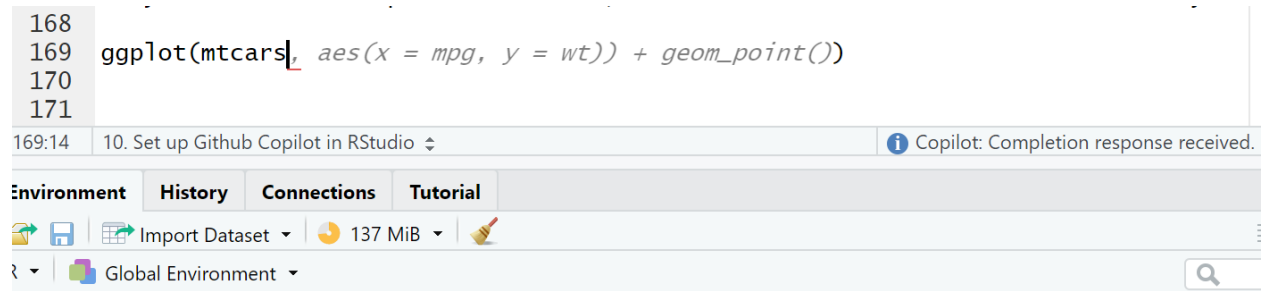 168
169 ggplot(mtcars, aes(x = mpg, y = wt)) + geom_point())
170
171
169:14 10. Set up Github Copilot in RStudio Copilot: Completion response received.
Environment History Connections Tutorial
Import Dataset 137 MiB
R Global Environment